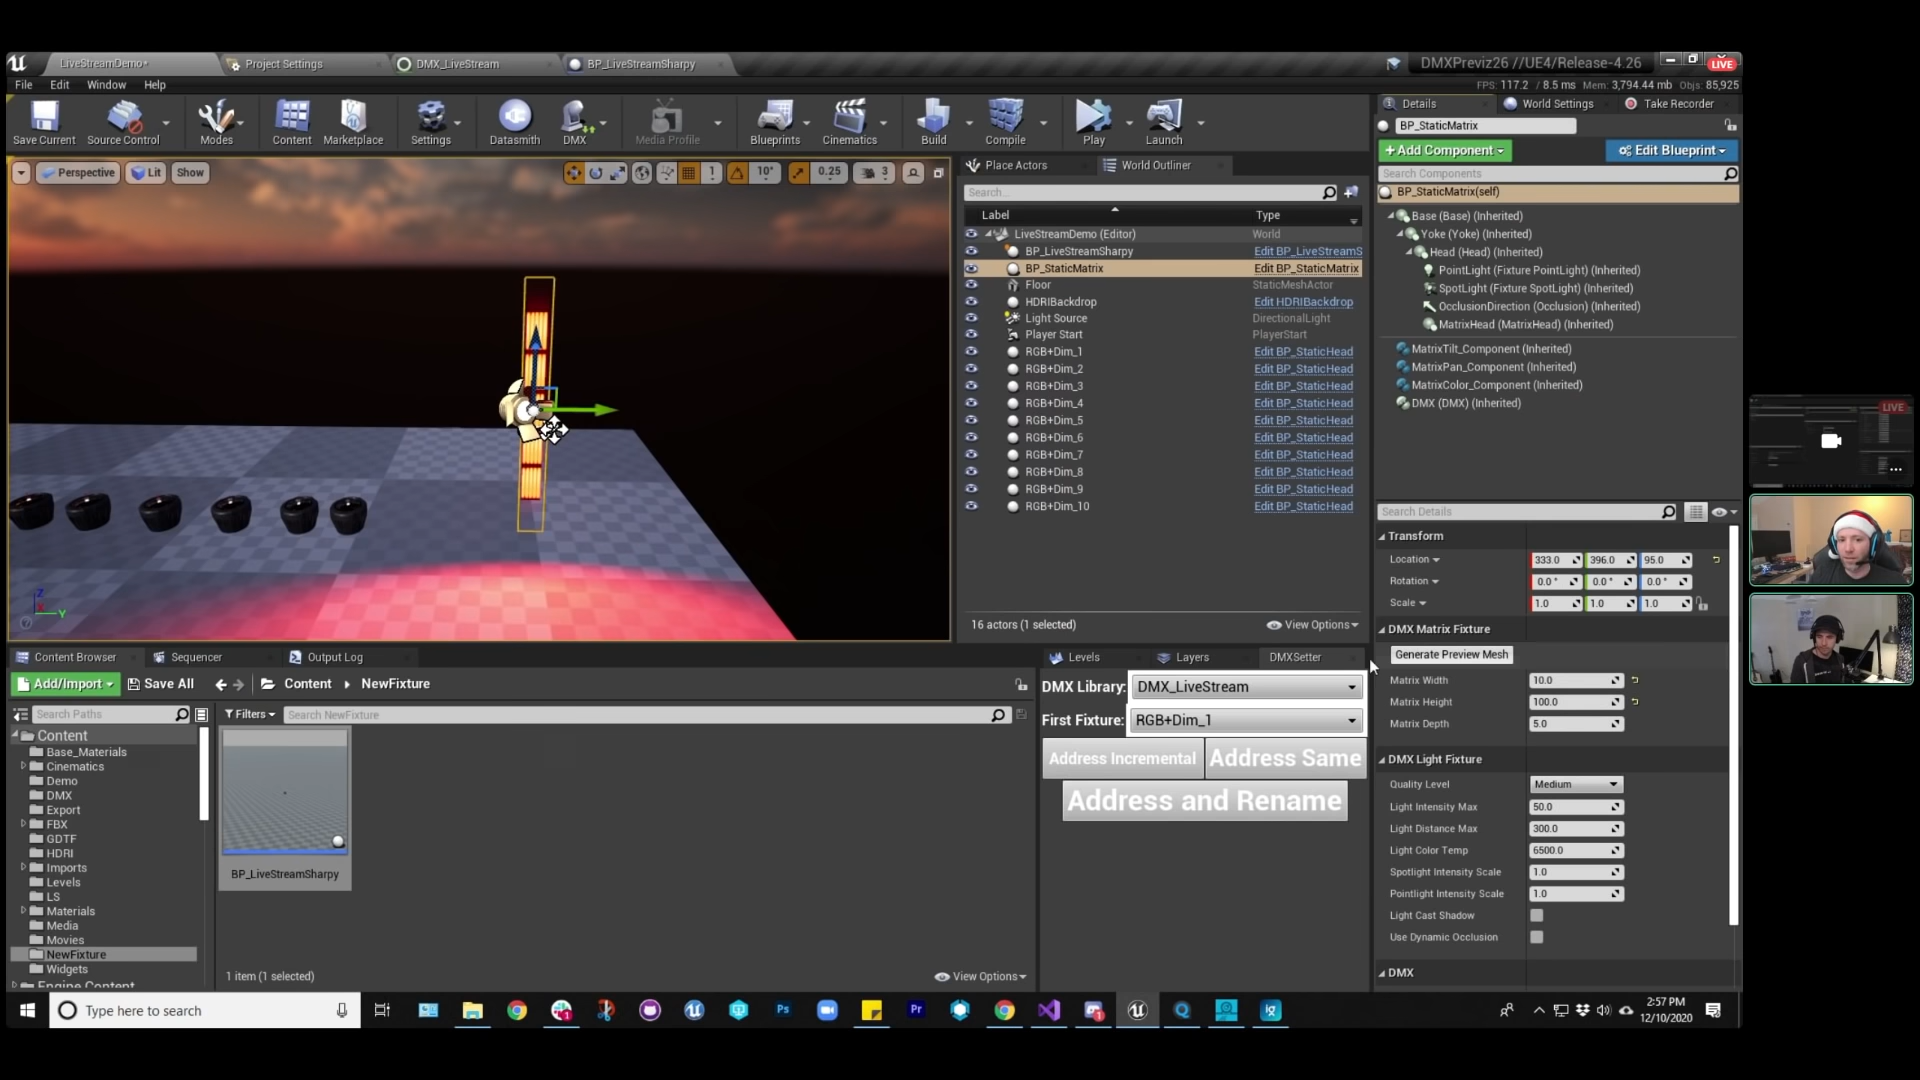 LiveStreamDemo*
Project Settings
DMX_LiveStream
BP_LiveStreamSharpy
DMXPreviz26 //UE4/Release-4.26
LIVE
File Edit Window Help
FPS: 117.2 / 8.5 ms Mem: 3,794.44 mb Objs: 85,925
Save Current
Source Control
Modes
Content
Marketplace
Settings
Datasmith
DMX
Media Profile
Blueprints
Cinematics
Build
Compile
Play
Launch
Details
World Settings
Take Recorder
BP_StaticMatrix
+Add Component
Edit Blueprint
Search Components
BP_StaticMatrix(self)
Base (Base) (Inherited)
Yoke (Yoke) (Inherited)
Head (Head) (Inherited)
PointLight (Fixture PointLight) (Inherited)
SpotLight (Fixture SpotLight) (Inherited)
OcclusionDirection (Occlusion) (Inherited)
MatrixHead (MatrixHead) (Inherited)
MatrixTilt_Component (Inherited)
MatrixPan_Component (Inherited)
MatrixColor_Component (Inherited)
DMX (DMX) (Inherited)
Perspective
Lit
Show
1
10°
0.25
3
Z
X
Y
Place Actors
World Outliner
Search...
Label Type
LiveStreamDemo (Editor) World
BP_LiveStreamSharpy Edit BP_LiveStreamS
BP_StaticMatrix Edit BP_StaticMatrix
Floor StaticMeshActor
HDRIBackdrop Edit HDRIBackdrop
Light Source DirectionalLight
Player Start PlayerStart
RGB+Dim_1 Edit BP_StaticHead
RGB+Dim_2 Edit BP_StaticHead
RGB+Dim_3 Edit BP_StaticHead
RGB+Dim_4 Edit BP_StaticHead
RGB+Dim_5 Edit BP_StaticHead
RGB+Dim_6 Edit BP_StaticHead
RGB+Dim_7 Edit BP_StaticHead
RGB+Dim_8 Edit BP_StaticHead
RGB+Dim_9 Edit BP_StaticHead
RGB+Dim_10 Edit BP_StaticHead
16 actors (1 selected)
View Options
Search Details
Transform
Location 333.0 396.0 95.0
Rotation 0.0 ° 0.0 ° 0.0 °
Scale 1.0 1.0 1.0
DMX Matrix Fixture
Generate Preview Mesh
Matrix Width 10.0
Matrix Height 100.0
Matrix Depth 5.0
DMX Light Fixture
Quality Level Medium
Light Intensity Max 50.0
Light Distance Max 300.0
Light Color Temp 6500.0
Spotlight Intensity Scale 1.0
Pointlight Intensity Scale 1.0
Light Cast Shadow
Use Dynamic Occlusion
DMX
LIVE
Content Browser
Sequencer
Output Log
Add/Import
Save All
Content
NewFixture
Search Paths
Filters
Search NewFixture
Content
Base_Materials
Cinematics
Demo
DMX
Export
FBX
GDTF
HDRI
Imports
Levels
LS
Materials
Media
Movies
NewFixture
Widgets
Engine Content
BP_LiveStreamSharpy
1 item (1 selected)
View Options
Levels
Layers
DMXSetter
DMX Library: DMX_LiveStream
First Fixture: RGB+Dim_1
Address Incremental
Address Same
Address and Rename
Type here to search
Ps
Pr
2:57 PM
12/10/2020